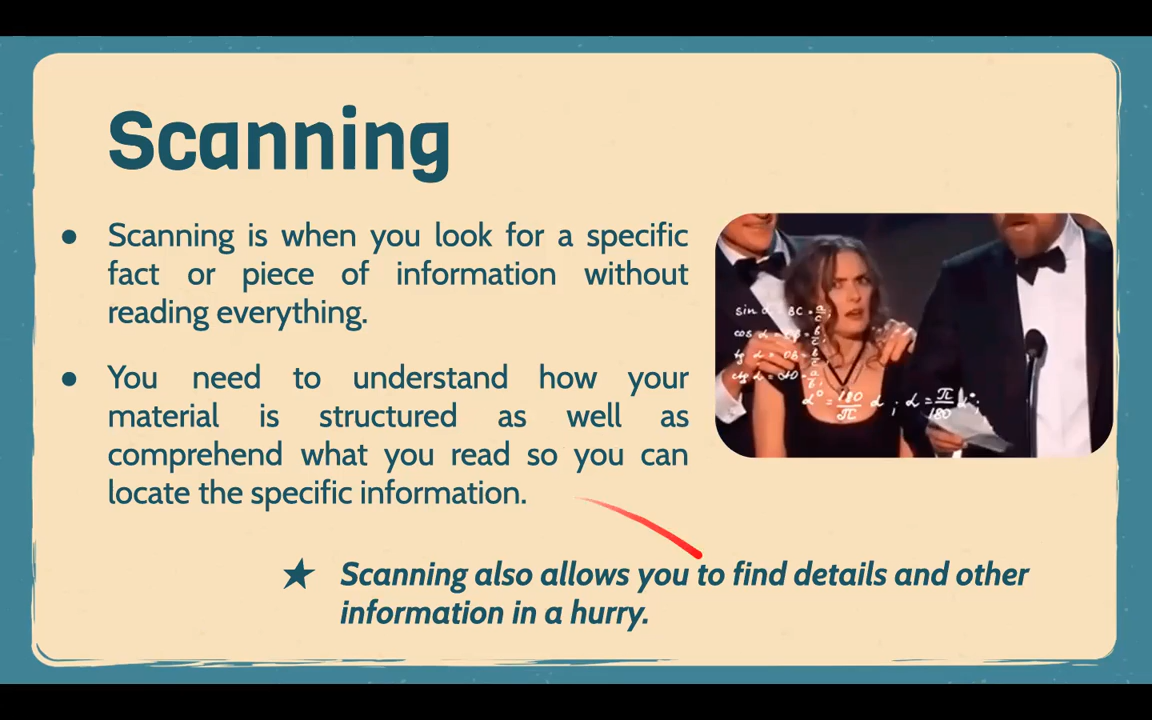 Scanning
Scanning is when you look for a specific
fact or piece of information without
reading everything.
You need to understand how your
material is structured as well as
comprehend what you read so you can
locate the specific information.
Scanning also allows you to find details and other
information in a hurry.